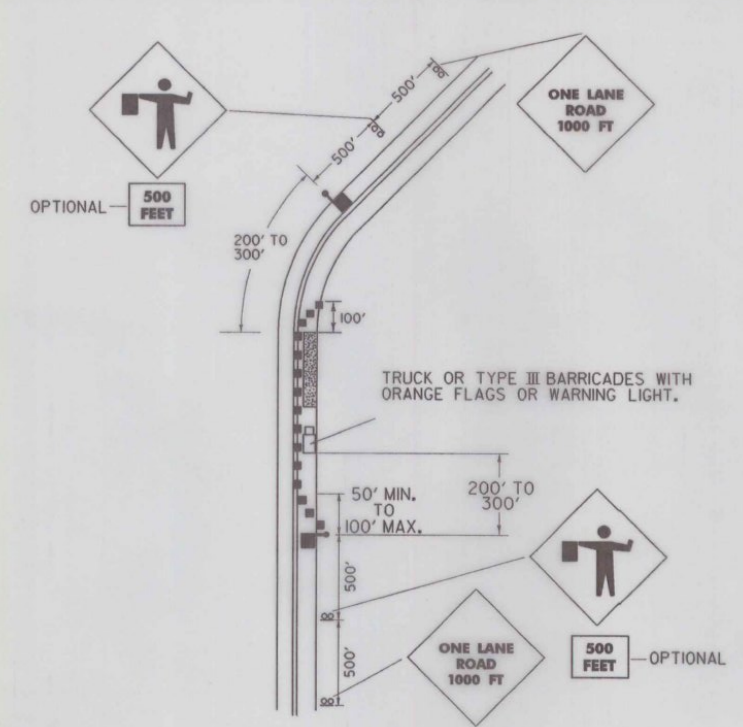 500'
500'
ONE LANE
ROAD
1000 FT
OPTIONAL
500
FEET
200' TO
300'
100'
TRUCK OR TYPE III BARRICADES WITH
ORANGE FLAGS OR WARNING LIGHT.
50' MIN.
TO
100' MAX.
200' TO
300'
500'
500'
ONE LANE
ROAD
1000 FT
500
FEET
OPTIONAL